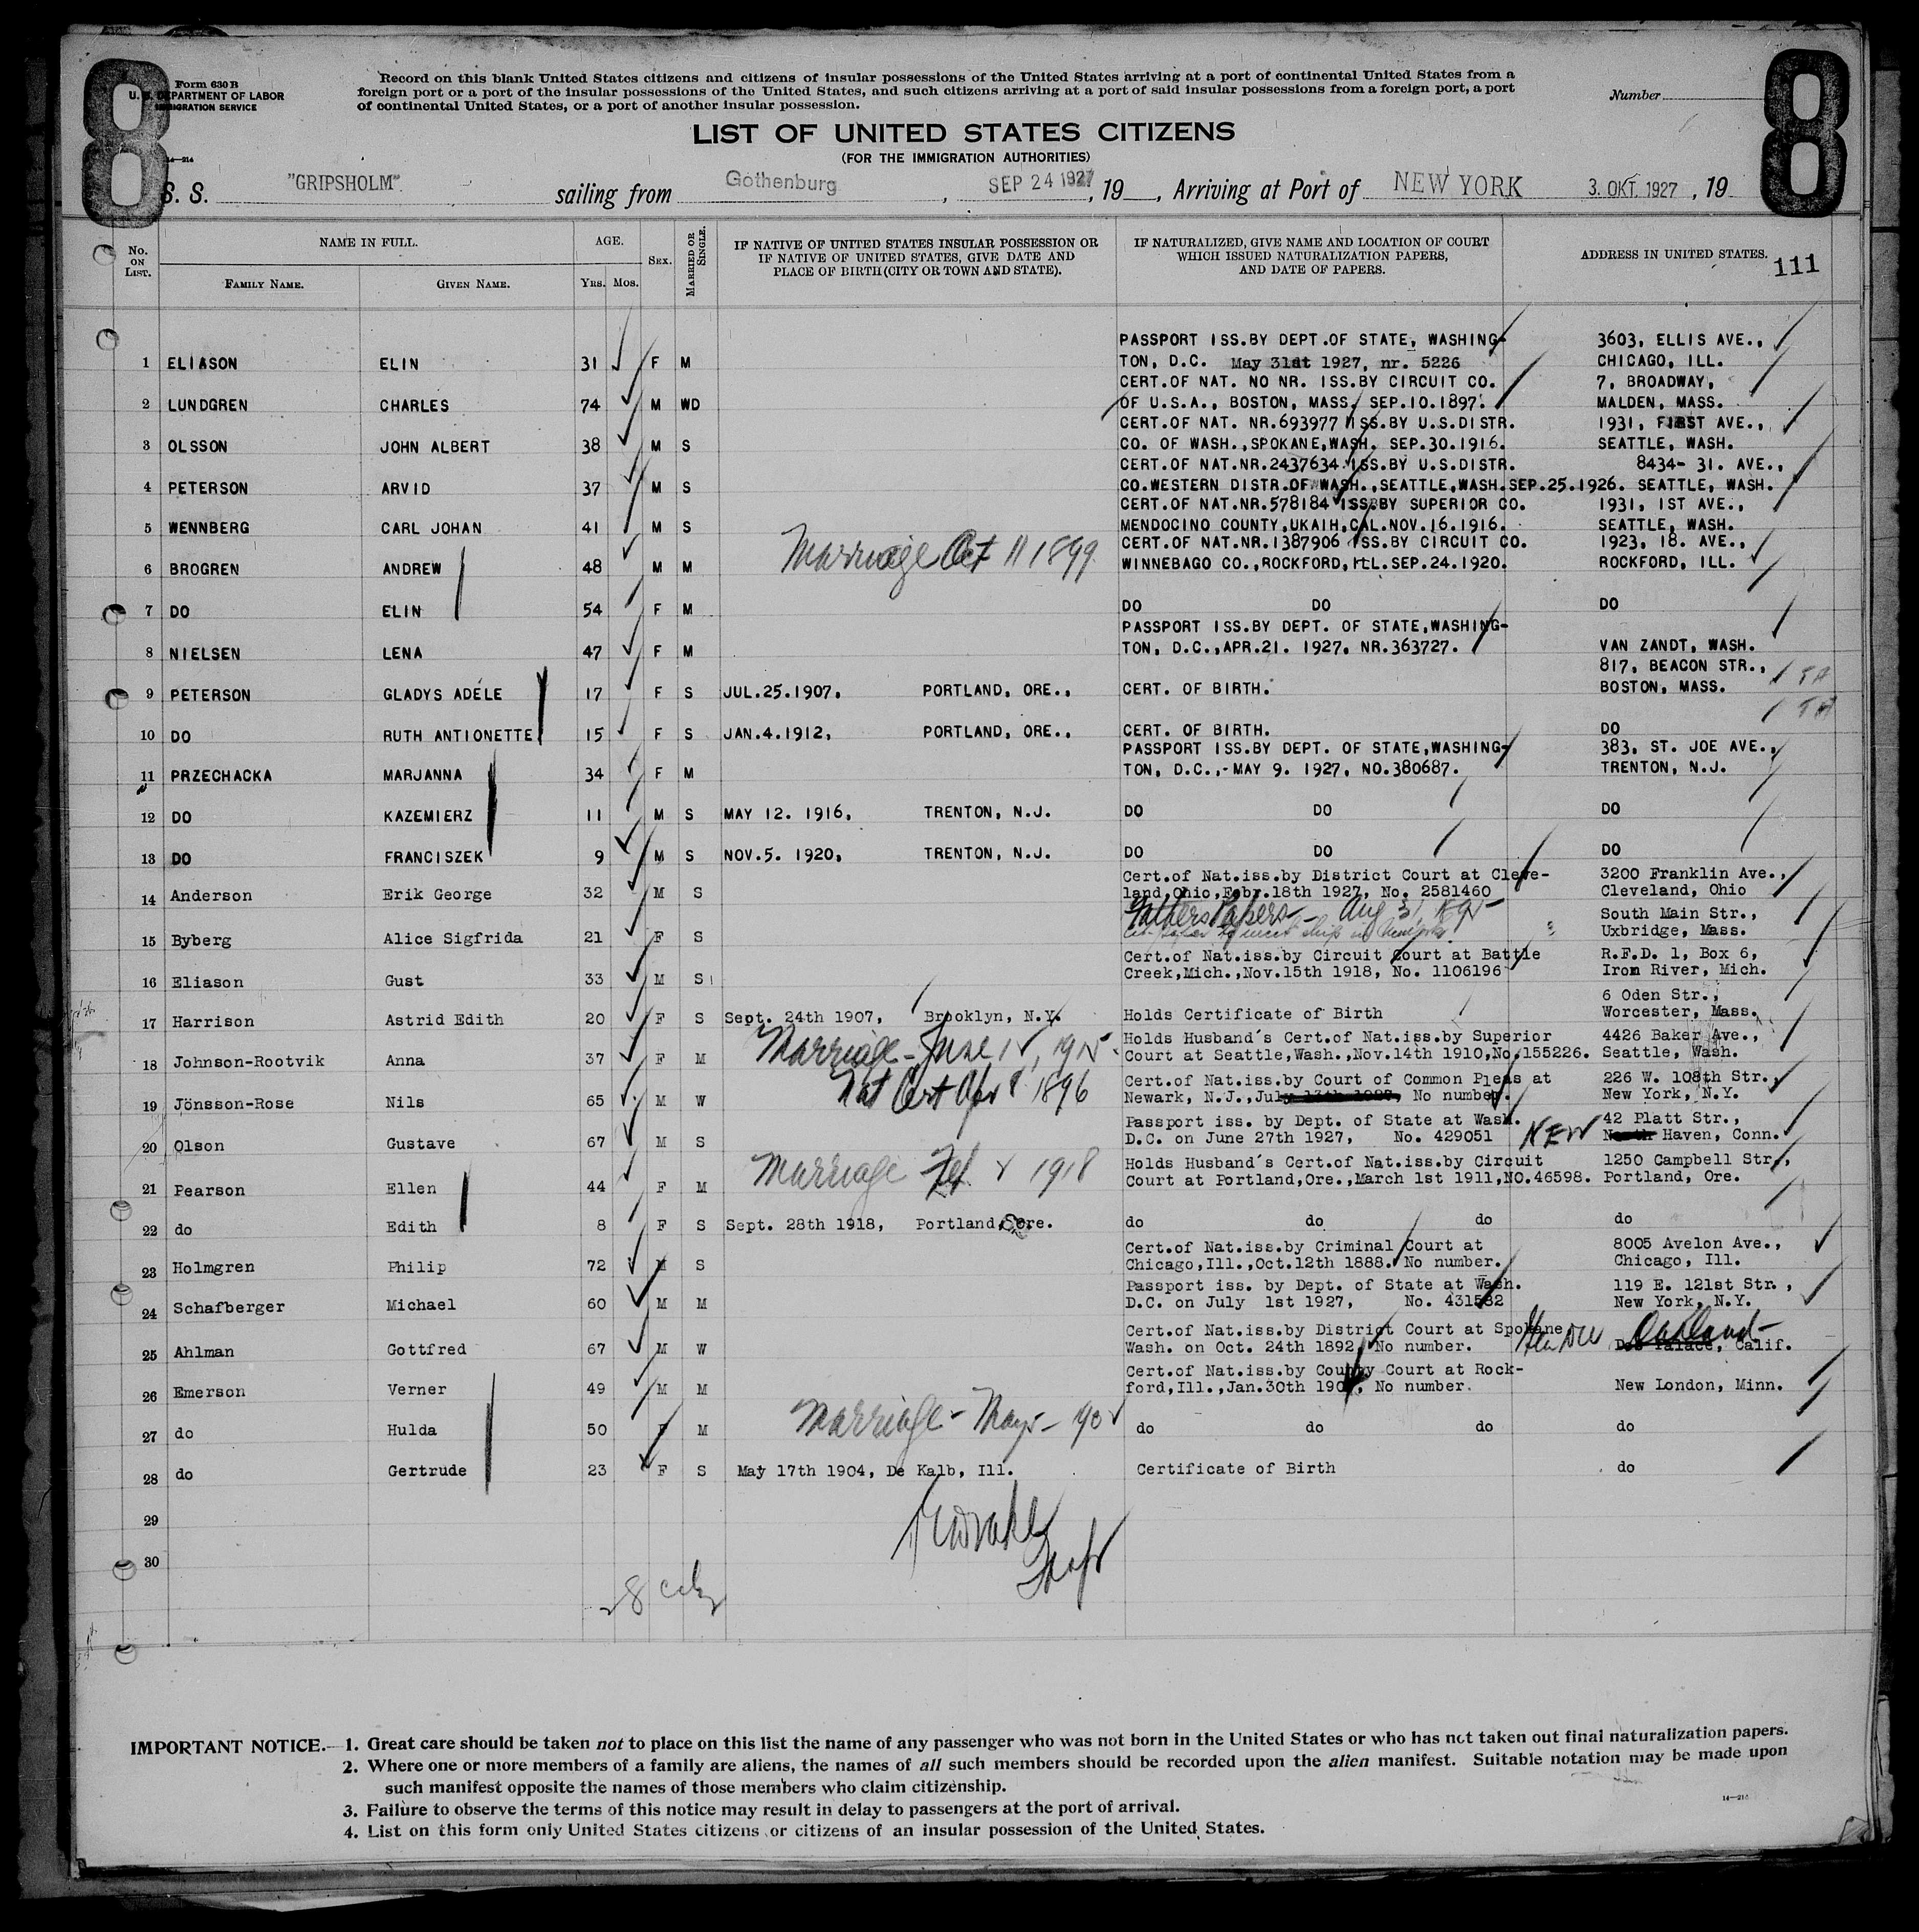 8
8
Form 630 B
U. S. DEPARTMENT OF LABOR
IMMIGRATION SERVICE
14—214
Record on this blank United States citizens and citizens of insular possessions of the United States arriving at a port of continental United States from a
foreign port or a port of the insular possessions of the United States, and such citizens arriving at a port of said insular possessions from a foreign port, a port
of continental United States, or a port of another insular possession.
Number
LIST OF UNITED STATES CITIZENS
(FOR THE IMMIGRATION AUTHORITIES)
S. S. "GRIPSHOLM". sailing from Gothenburg, SEP 24 1927, 19 , Arriving at Port of NEW YORK 3. OKT. 1927, 19
No. ON LIST. NAME IN FULL. FAMILY NAME. GIVEN NAME. AGE. YRS. MOS. SEX. MARRIED OR SINGLE.
IF NATIVE OF UNITED STATES INSULAR POSSESSION OR
IF NATIVE OF UNITED STATES, GIVE DATE AND
PLACE OF BIRTH (CITY OR TOWN AND STATE).
IF NATURALIZED, GIVE NAME AND LOCATION OF COURT
WHICH ISSUED NATURALIZATION PAPERS,
AND DATE OF PAPERS.
ADDRESS IN UNITED STATES.
111
PASSPORT ISS.BY DEPT.OF STATE, WASHING- 3603, ELLIS AVE.,
1 ELIASON ELIN 31 F M TON, D.C. May 31st 1927, nr. 5226 CHICAGO, ILL.
CERT.OF NAT. NO NR. ISS.BY CIRCUIT CO. 7, BROADWAY,
2 LUNDGREN CHARLES 74 M WD OF U.S.A., BOSTON, MASS. SEP.10.1897. MALDEN, MASS.
CERT.OF NAT. NR.693977 ISS.BY U.S.DISTR. 1931, FIRST AVE.,
3 OLSSON JOHN ALBERT 38 M S CO. OF WASH.,SPOKANE,WASH. SEP.30.1916. SEATTLE, WASH.
CERT.OF NAT.NR.2437634 ISS.BY U.S.DISTR. 8434- 31. AVE.,
4 PETERSON ARVID 37 M S CO.WESTERN DISTR.OF WASH.,SEATTLE,WASH.SEP.25.1926. SEATTLE, WASH.
CERT.OF NAT.NR.578184 ISS.BY SUPERIOR CO. 1931, 1ST AVE.,
5 WENNBERG CARL JOHAN 41 M S MENDOCINO COUNTY,UKAIH,CAL.NOV.16.1916. SEATTLE, WASH.
CERT.OF NAT.NR.1387906 ISS.BY CIRCUIT CO. 1923, 18. AVE.,
6 BROGREN ANDREW 48 M M Marriage Oct 11 1899 WINNEBAGO CO.,ROCKFORD,ILL.SEP.24.1920. ROCKFORD, ILL.
7 DO ELIN 54 F M DO DO DO
PASSPORT ISS.BY DEPT. OF STATE,WASHING-
8 NIELSEN LENA 47 F M TON, D.C.,APR.21. 1927, NR.363727. VAN ZANDT, WASH.
817, BEACON STR.,
9 PETERSON GLADYS ADÉLE 17 F S JUL.25.1907, PORTLAND, ORE., CERT. OF BIRTH. BOSTON, MASS.
10 DO RUTH ANTIONETTE 15 F S JAN.4.1912, PORTLAND, ORE., CERT. OF BIRTH. DO
PASSPORT ISS.BY DEPT. OF STATE,WASHING- 383, ST. JOE AVE.,
11 PRZECHACKA MARJANNA 34 F M TON, D.C.,-MAY 9. 1927, NO.380687. TRENTON, N.J.
12 DO KAZEMIERZ 11 M S MAY 12. 1916, TRENTON, N.J. DO DO DO
13 DO FRANCISZEK 9 M S NOV.5. 1920, TRENTON, N.J. DO DO DO
Cert.of Nat.iss.by District Court at Cleve- 3200 Franklin Ave.,
14 Anderson Erik George 32 M S land,Ohio,Febr.18th 1927, No. 2581460 Cleveland, Ohio
Fathers Papers - Aug 31, South Main Str.,
15 Byberg Alice Sigfrida 21 F S Uxbridge, Mass.
Cert.of Nat.iss.by Circuit Court at Battle R.F.D. 1, Box 6,
16 Eliason Gust 33 M S Creek,Mich.,Nov.15th 1918, No. 1106196 Iron River, Mich.
6 Oden Str.,
17 Harrison Astrid Edith 20 F S Sept. 24th 1907, Brooklyn, N.Y. Holds Certificate of Birth Worcester, Mass.
Holds Husband's Cert.of Nat.iss.by Superior 4426 Baker Ave.,
18 Johnson-Rootvik Anna 37 F M Marriage - June Court at Seattle,Wash.,Nov.14th 1910,No.155226. Seattle, Wash.
Cert.of Nat.iss.by Court of Common Pleas at 226 W. 108th Str.,
19 Jönsson-Rose Nils 65 M W Nat Cert Apr 8 1896 Newark, N.J.,July No number. New York, N.Y.
Passport iss. by Dept. of State at Wash. 42 Platt Str.,
20 Olson Gustave 67 M S D.C. on June 27th 1927, No. 429051 NEW North Haven, Conn.
Holds Husband's Cert.of Nat.iss.by Circuit 1250 Campbell Str.,
21 Pearson Ellen 44 F M Marriage Feb 1918 Court at Portland,Ore.,March 1st 1911,NO.46598. Portland, Ore.
22 do Edith 8 F S Sept. 28th 1918, Portland, Ore. do do do do
Cert.of Nat.iss.by Criminal Court at 8005 Avelon Ave.,
23 Holmgren Philip 72 M S Chicago,Ill.,Oct.12th 1888. No number. Chicago, Ill.
Passport iss. by Dept. of State at Wash. 119 E. 121st Str.,
24 Schafberger Michael 60 M M D.C. on July 1st 1927, No. 431582 New York, N.Y.
Cert.of Nat.iss.by District Court at Spokane Oakland
25 Ahlman Gottfred 67 M W Wash. on Oct. 24th 1892, No number. Dos Palace, Calif.
Cert.of Nat.iss.by County Court at Rock-
26 Emerson Verner 49 M M ford,Ill.,Jan.30th No number. New London, Minn.
27 do Hulda 50 F M Marriage - May - do do do do
28 do Gertrude 23 F S May 17th 1904, De Kalb, Ill. Certificate of Birth do
29
30
IMPORTANT NOTICE.—1. Great care should be taken not to place on this list the name of any passenger who was not born in the United States or who has not taken out final naturalization papers.
2. Where one or more members of a family are aliens, the names of all such members should be recorded upon the alien manifest. Suitable notation may be made upon
such manifest opposite the names of those members who claim citizenship.
3. Failure to observe the terms of this notice may result in delay to passengers at the port of arrival.
4. List on this form only United States citizens or citizens of an insular possession of the United States.
14—214